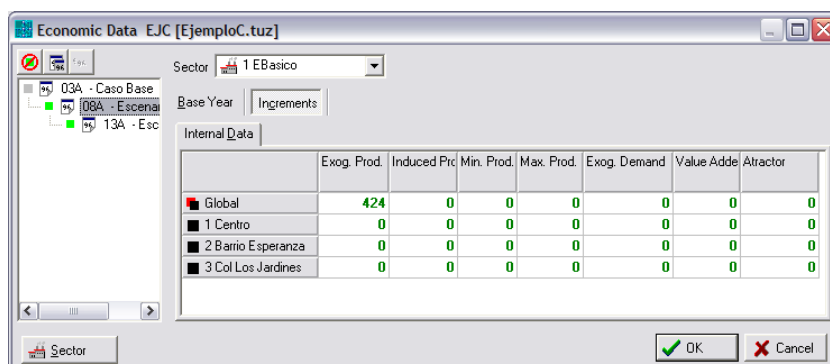 Economic Data EJC [EjemploC.tuz]
Sector 1 EBasico
03A - Caso Base
08A - Escenar
13A - Esc
Base Year Increments
Internal Data
Exog. Prod. Induced Prc Min. Prod. Max. Prod. Exog. Demand Value Adde Atractor
Global 424 0 0 0 0 0 0
1 Centro 0 0 0 0 0 0 0
2 Barrio Esperanza 0 0 0 0 0 0 0
3 Col Los Jardines 0 0 0 0 0 0 0
Sector OK Cancel